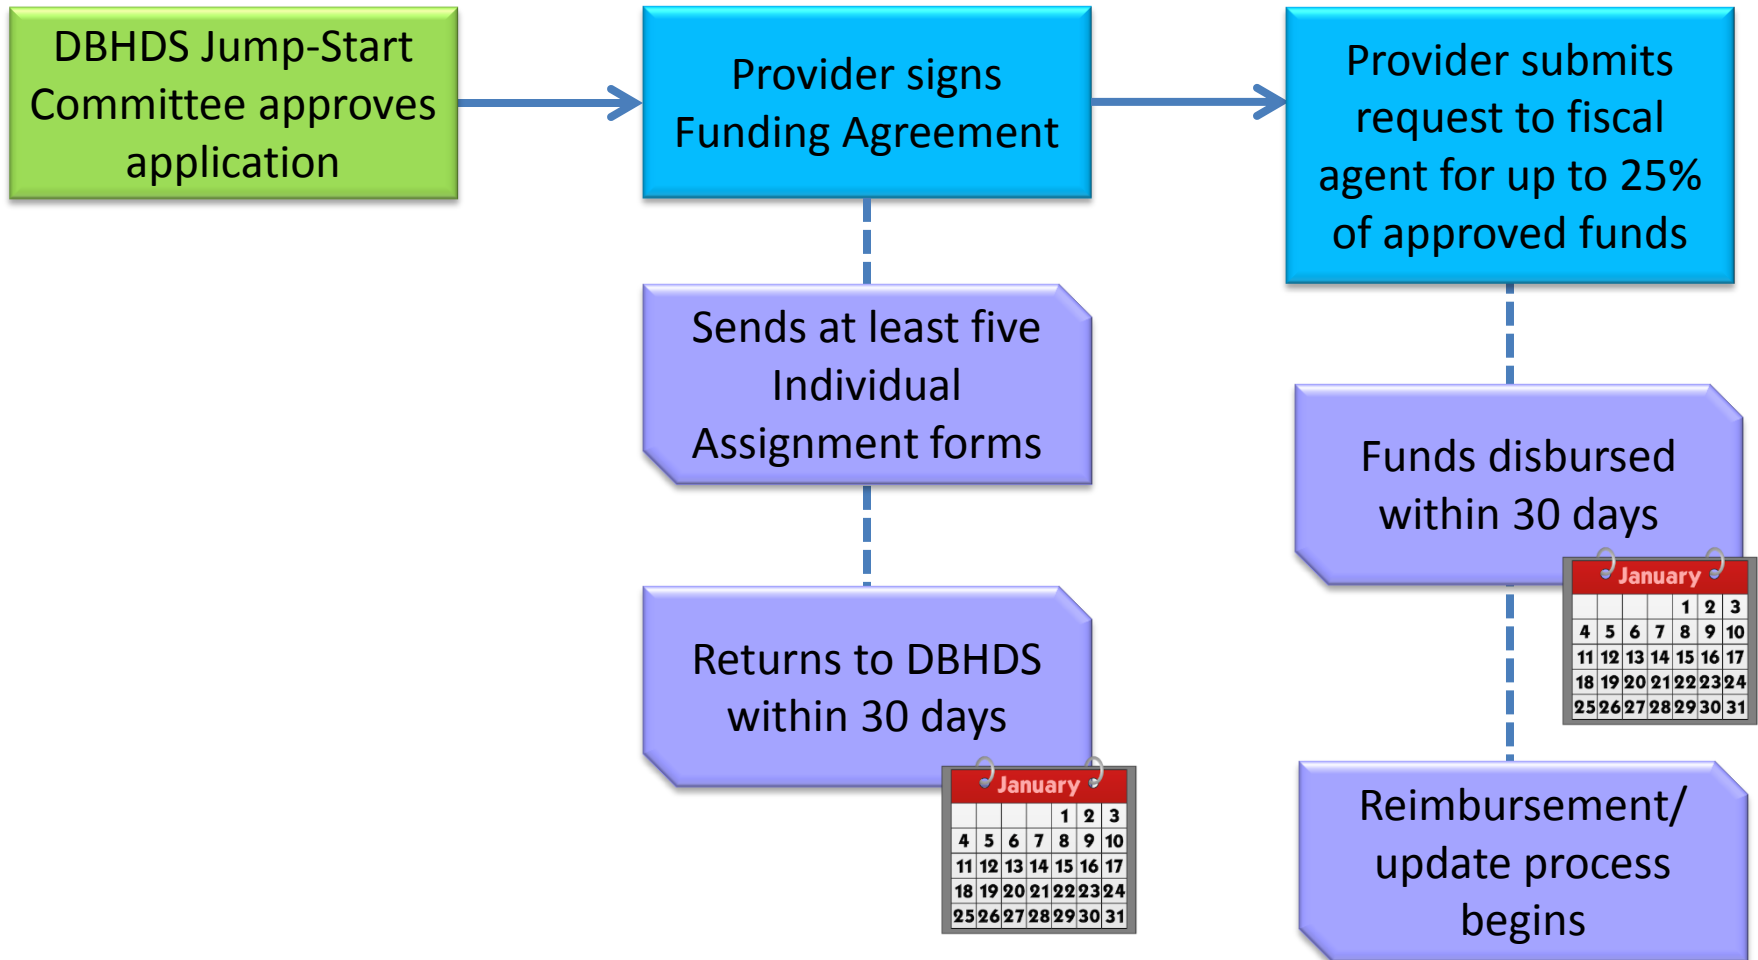 DBHDS Jump-Start
Committee approves
application
Provider signs
Funding Agreement
Provider submits
request to fiscal
agent for up to 25%
of approved funds
Sends at least five
Individual
Assignment forms
Funds disbursed
within 30 days
January
1 2 3
4 5 6 7 8 9 10
11 12 13 14 15 16 17
18 19 20 21 22 23 24
25 26 27 28 29 30 31
Returns to DBHDS
within 30 days
January
1 2 3
4 5 6 7 8 9 10
11 12 13 14 15 16 17
18 19 20 21 22 23 24
25 26 27 28 29 30 31
Reimbursement/
update process
begins